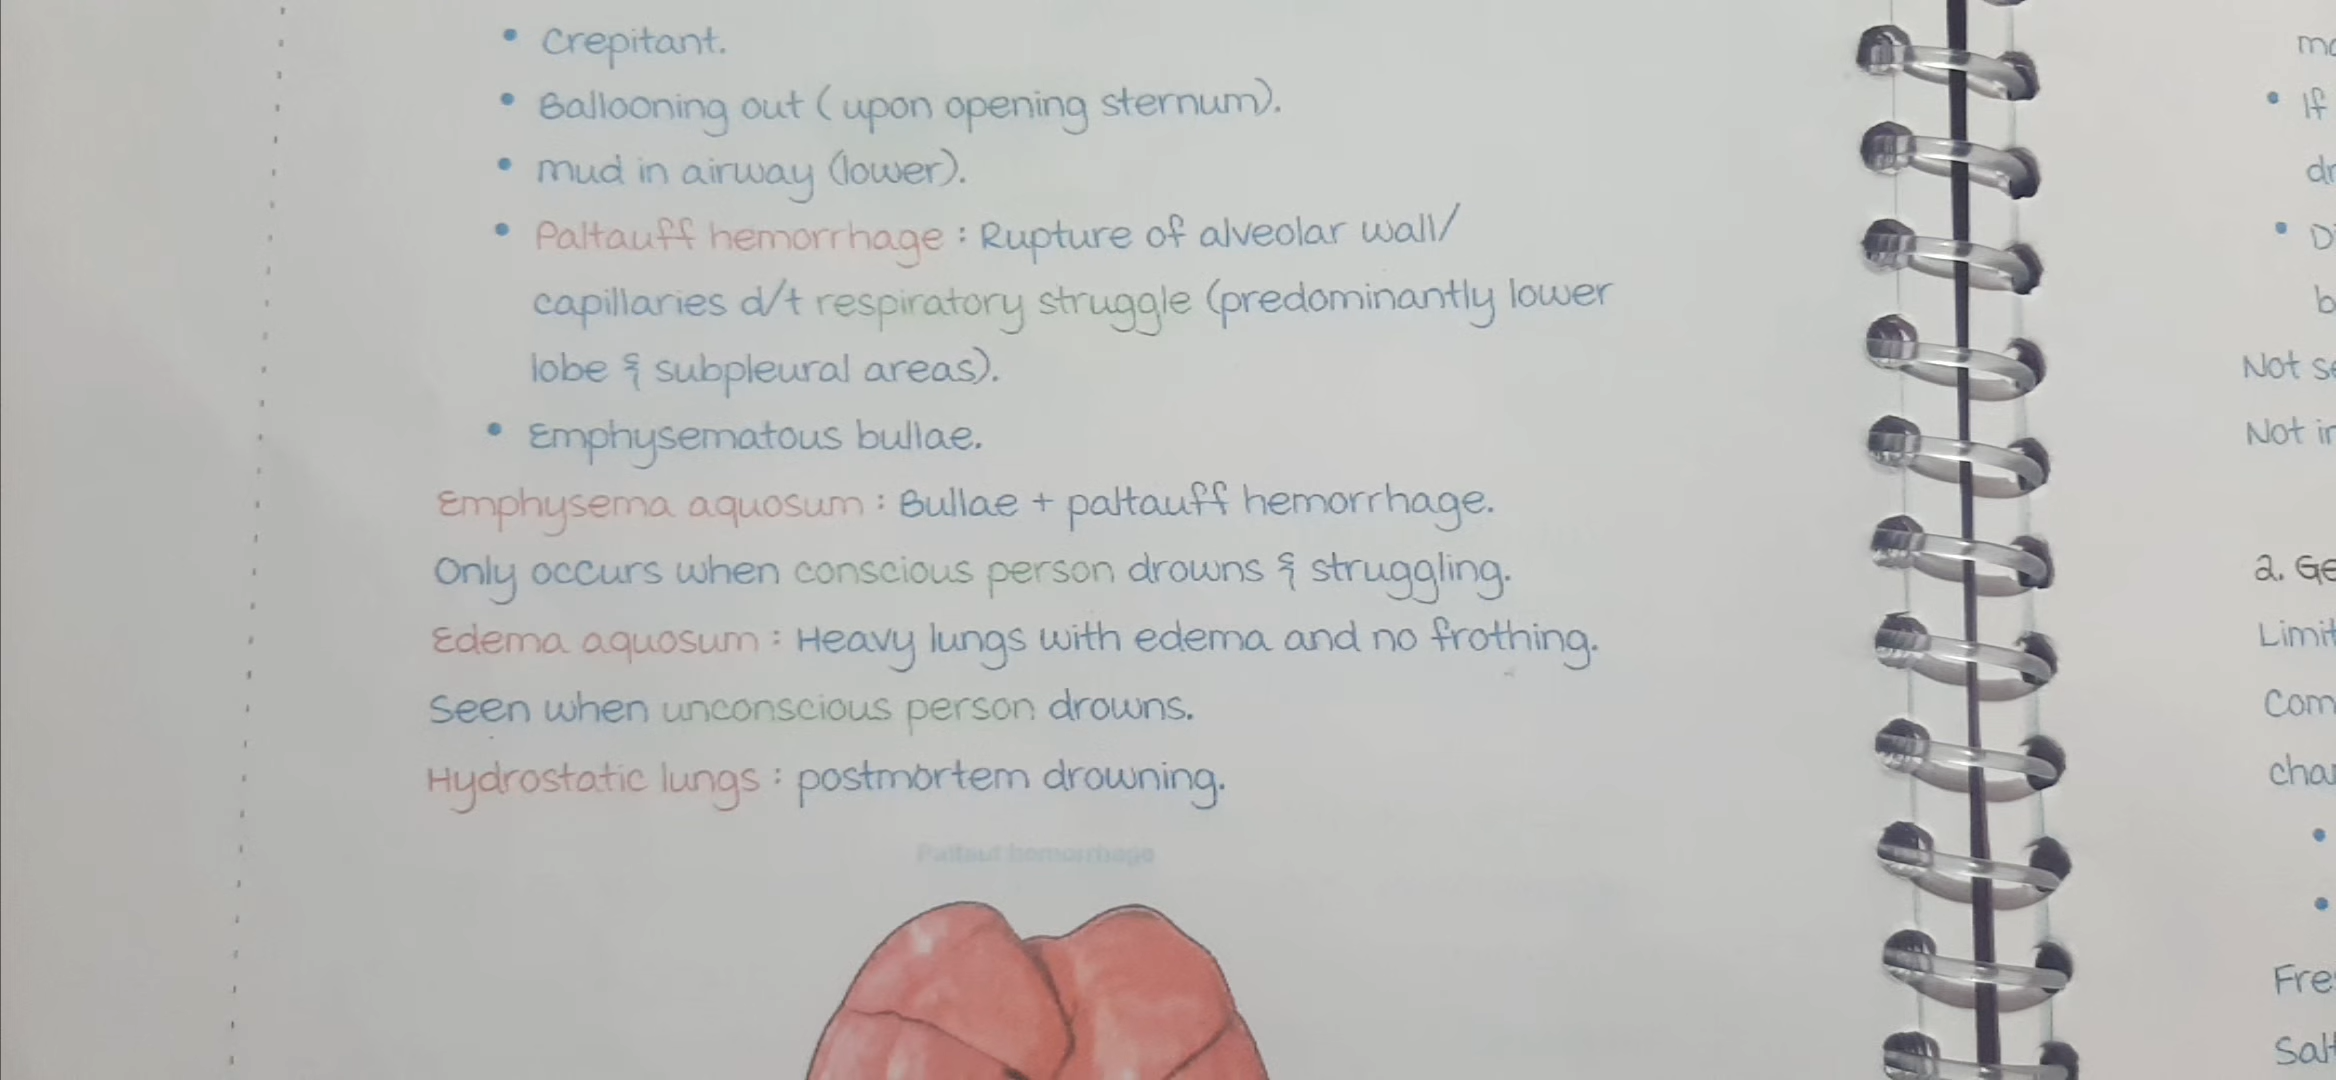 • Crepitant.
• Ballooning out (upon opening sternum).
• mud in airway (lower).
• Paltauff hemorrhage : Rupture of alveolar wall/
capillaries d/t respiratory struggle (predominantly lower
lobe & subpleural areas).
• Emphysematous bullae.
Emphysema aquosum : Bullae + paltauff hemorrhage.
Only occurs when conscious person drowns & struggling.
Edema aquosum : Heavy lungs with edema and no frothing.
Seen when unconscious person drowns.
Hydrostatic lungs : postmortem drowning.
Paltauf hemorrhage
• If
Not
Not
2.